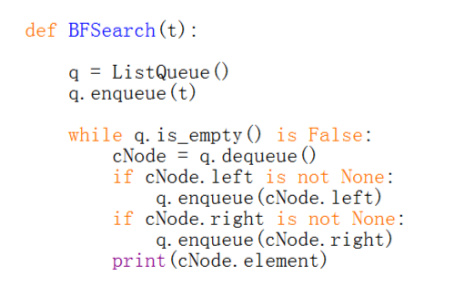 def BFSearch(t):
    q = ListQueue()
    q.enqueue(t)
    while q.is_empty() is False:
        cNode = q.dequeue()
        if cNode.left is not None:
            q.enqueue(cNode.left)
        if cNode.right is not None:
            q.enqueue(cNode.right)
        print(cNode.element)